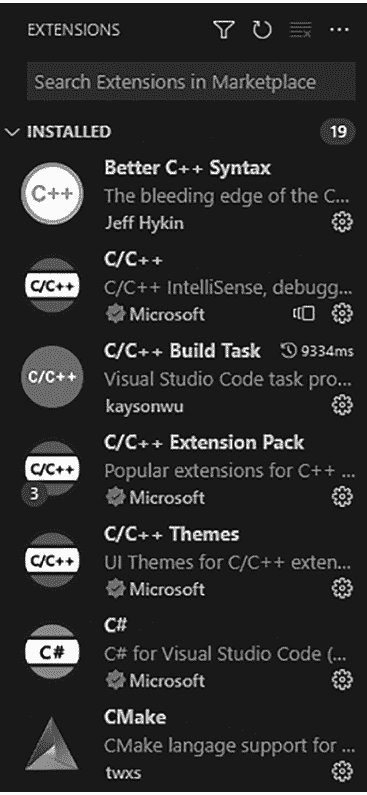 EXTENSIONS
Search Extensions in Marketplace
INSTALLED 19
Better C++ Syntax
C++
The bleeding edge of the C...
Jeff Hykin
C/C++
C/C++
C/C++ IntelliSense, debugg...
Microsoft
C/C++ Build Task 9334ms
C/C++
Visual Studio Code task pro...
kaysonwu
C/C++ Extension Pack
C/C++
Popular extensions for C++ ...
3 Microsoft
C/C++ Themes
C/C++
UI Themes for C/C++ exten...
Microsoft
C#
C#
C# for Visual Studio Code (...
Microsoft
CMake
CMake langage support for ...
twxs